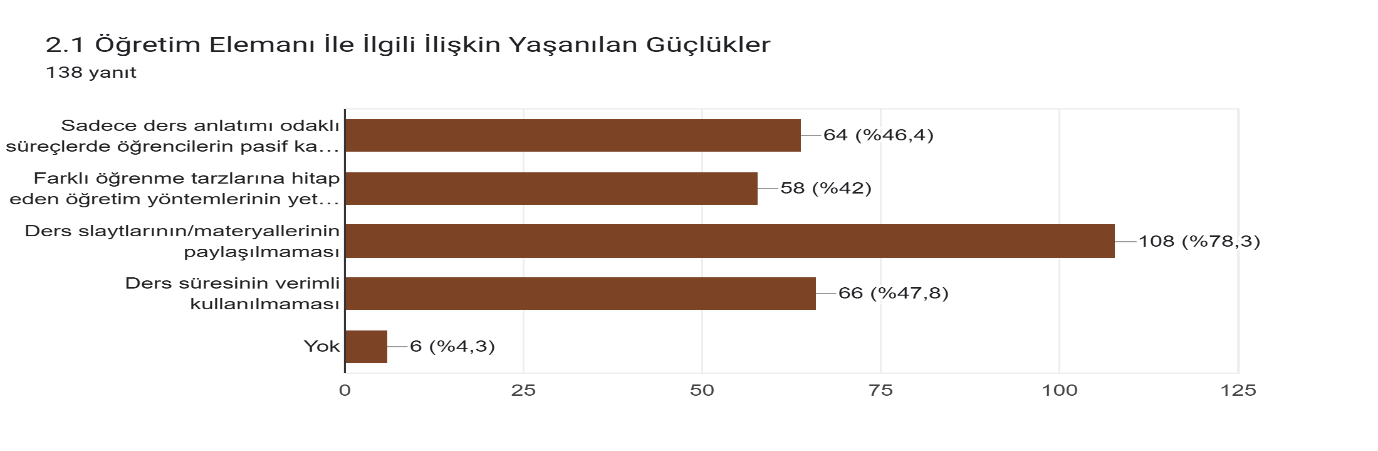 2.1 Öğretim Elemanı İle İlgili İlişkin Yaşanılan Güçlükler
138 yanıt
Sadece ders anlatımı odaklı
süreçlerde öğrencilerin pasif ka…
64 (%46,4)
Farklı öğrenme tarzlarına hitap
eden öğretim yöntemlerinin yet…
58 (%42)
Ders slaytlarının/materyallerinin
paylaşılmaması
108 (%78,3)
Ders süresinin verimli
kullanılmaması
66 (%47,8)
Yok
6 (%4,3)
0 25 50 75 100 125